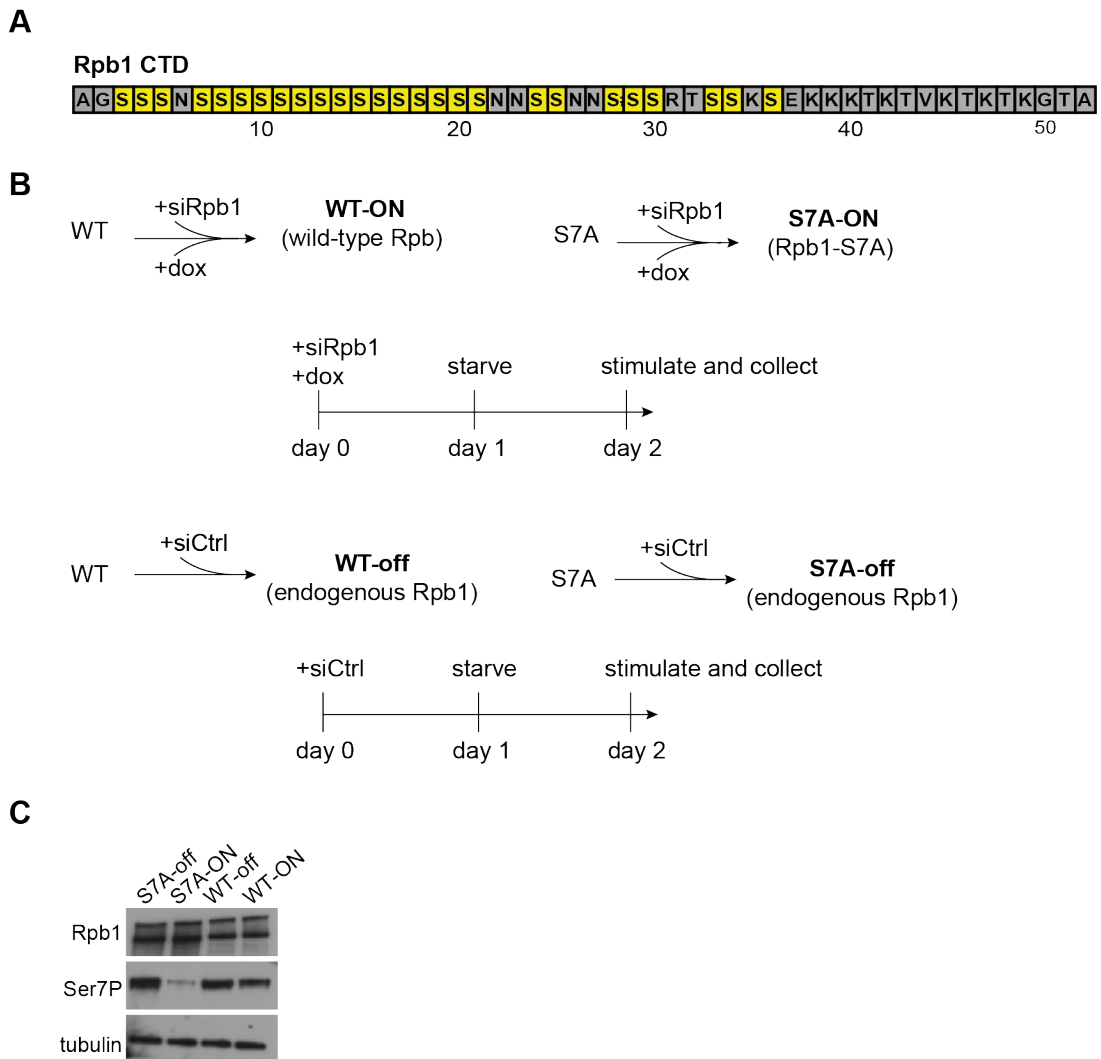 A
Rpb1 CTD
AGSSSNSSSSSSSSSSSSSSSNNSSNNSSSRTSSKSEKKKTKTVKTKTKGTA
10 20 30 40 50
B
WT +siRpb1 +dox WT-ON
(wild-type Rpb)
S7A +siRpb1 +dox S7A-ON
(Rpb1-S7A)
+siRpb1
+dox starve stimulate and collect
day 0 day 1 day 2
WT +siCtrl WT-off
(endogenous Rpb1)
S7A +siCtrl S7A-off
(endogenous Rpb1)
+siCtrl starve stimulate and collect
day 0 day 1 day 2
C
S7A-off S7A-ON WT-off WT-ON
Rpb1
Ser7P
tubulin